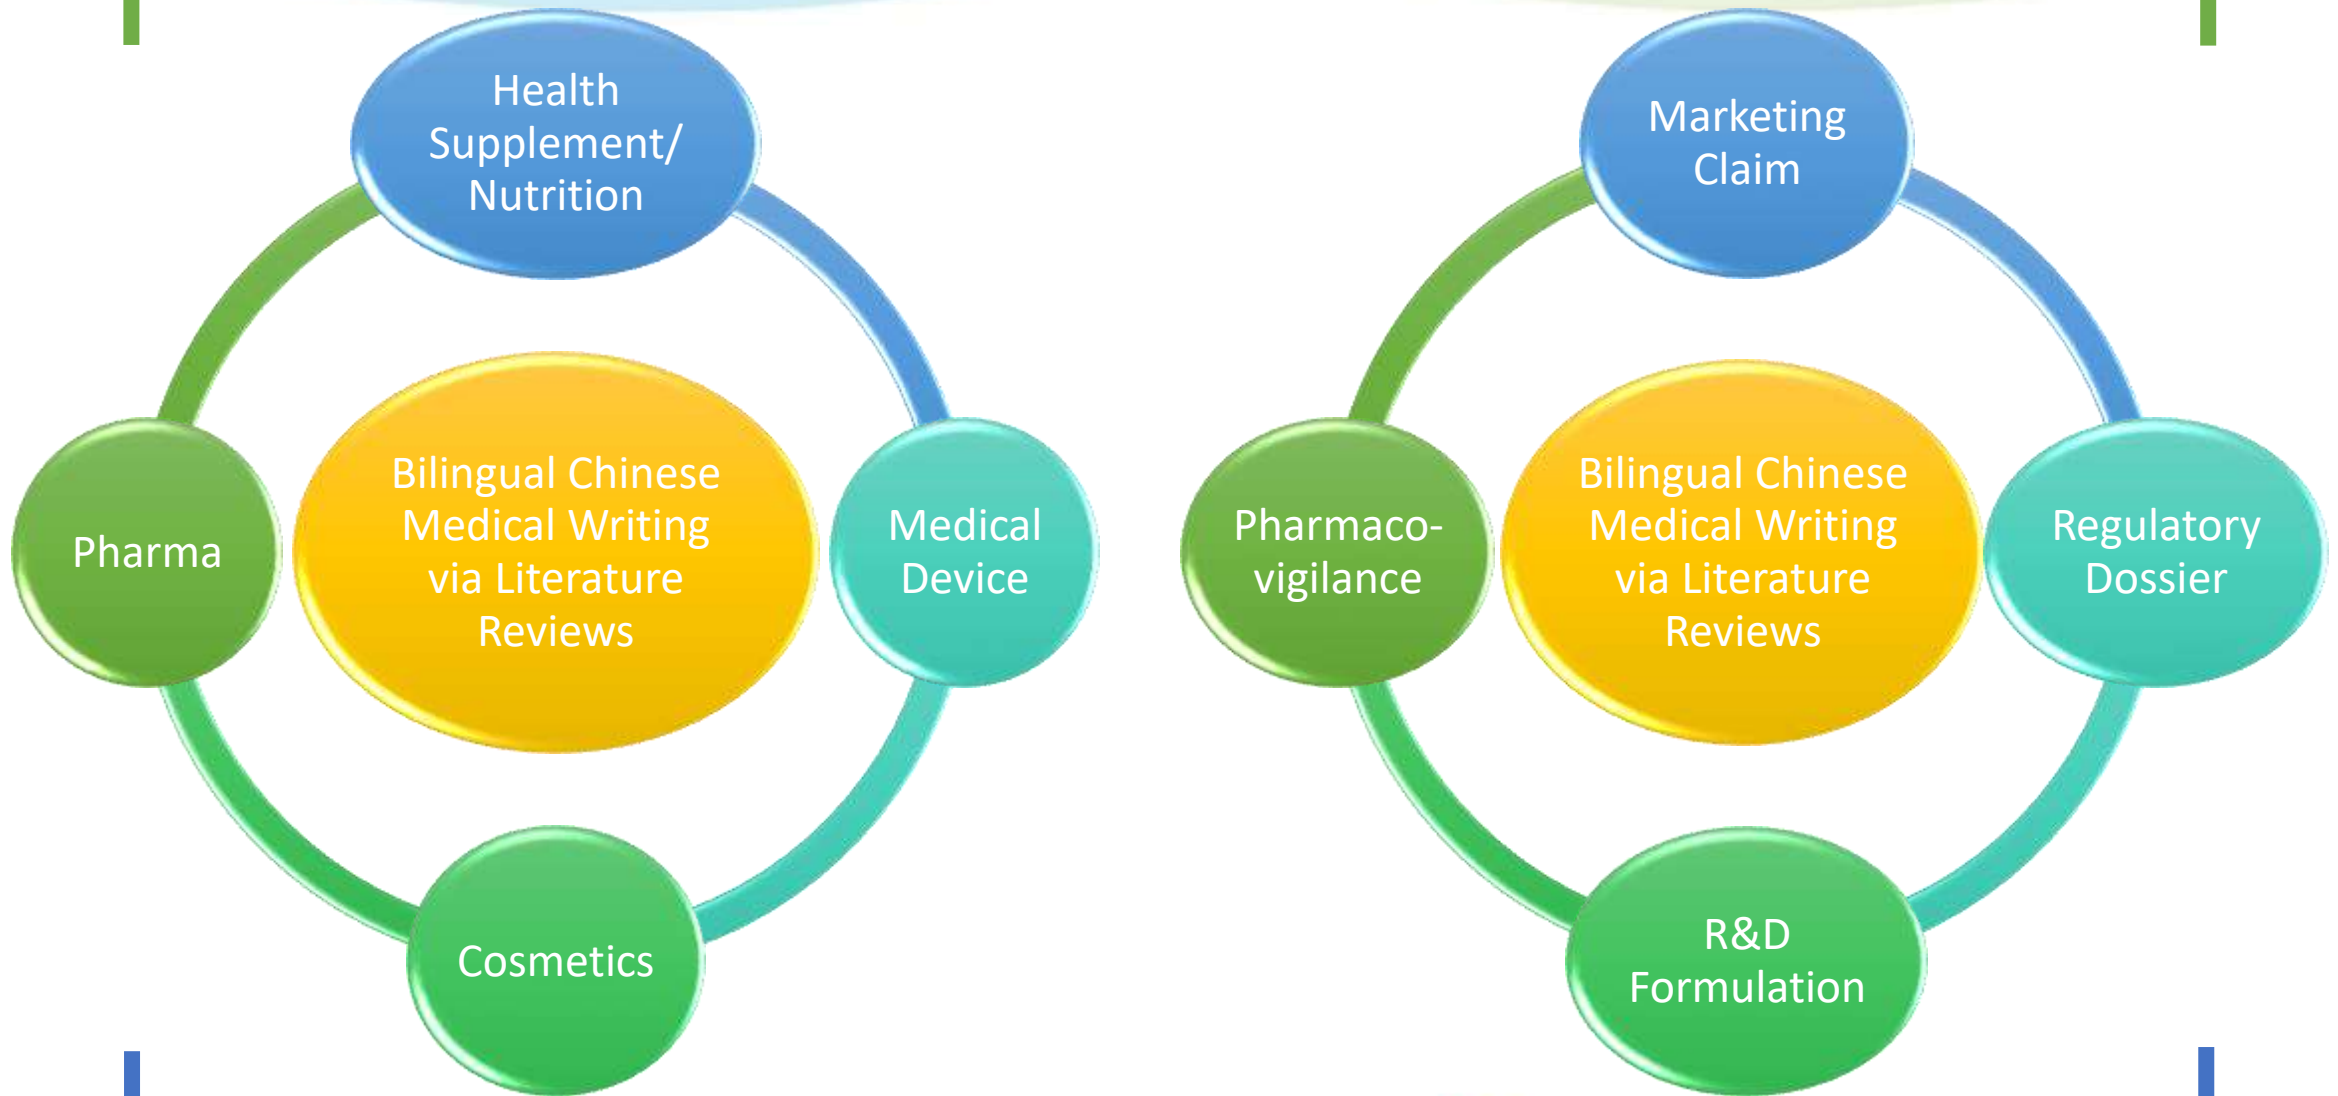 Health
Supplement/
Nutrition
Pharma
Bilingual Chinese
Medical Writing
via Literature
Reviews
Medical
Device
Cosmetics
Marketing
Claim
Pharmaco-
vigilance
Bilingual Chinese
Medical Writing
via Literature
Reviews
Regulatory
Dossier
R&D
Formulation